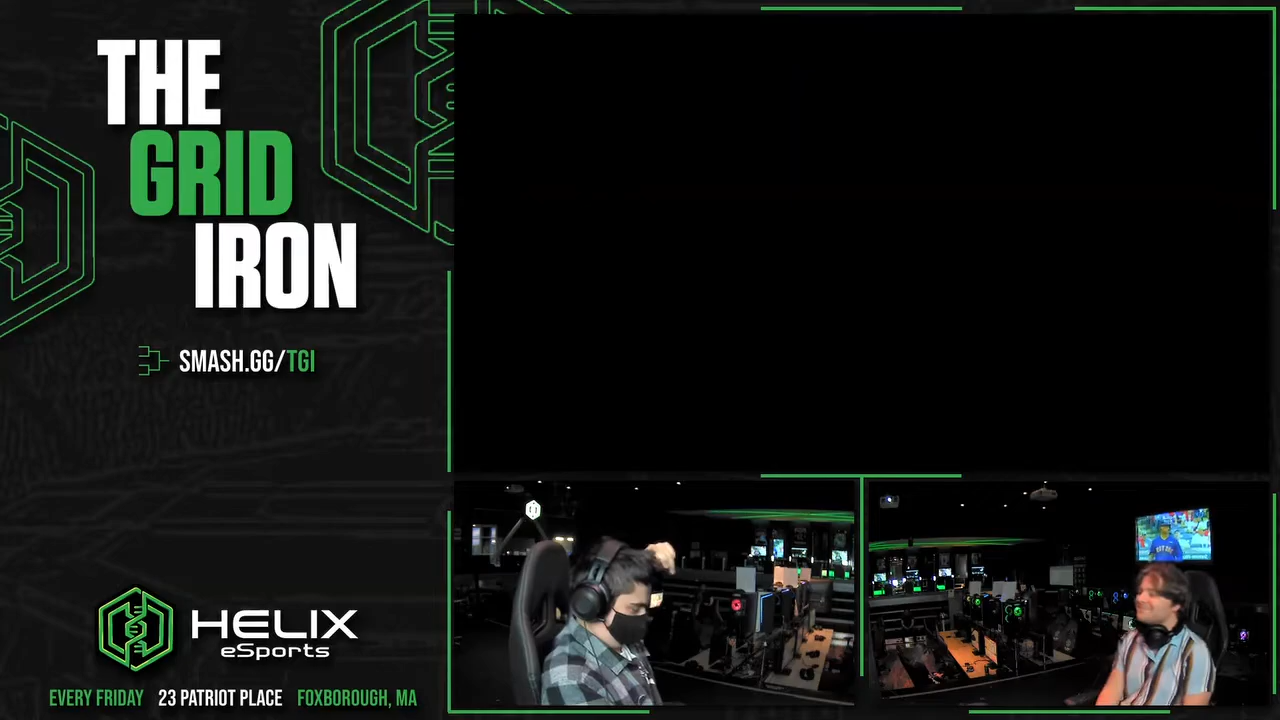 THE
GRID
IRON
SMASH.GG/TGI
HELIX
eSports
EVERY FRIDAY 23 PATRIOT PLACE FOXBOROUGH, MA